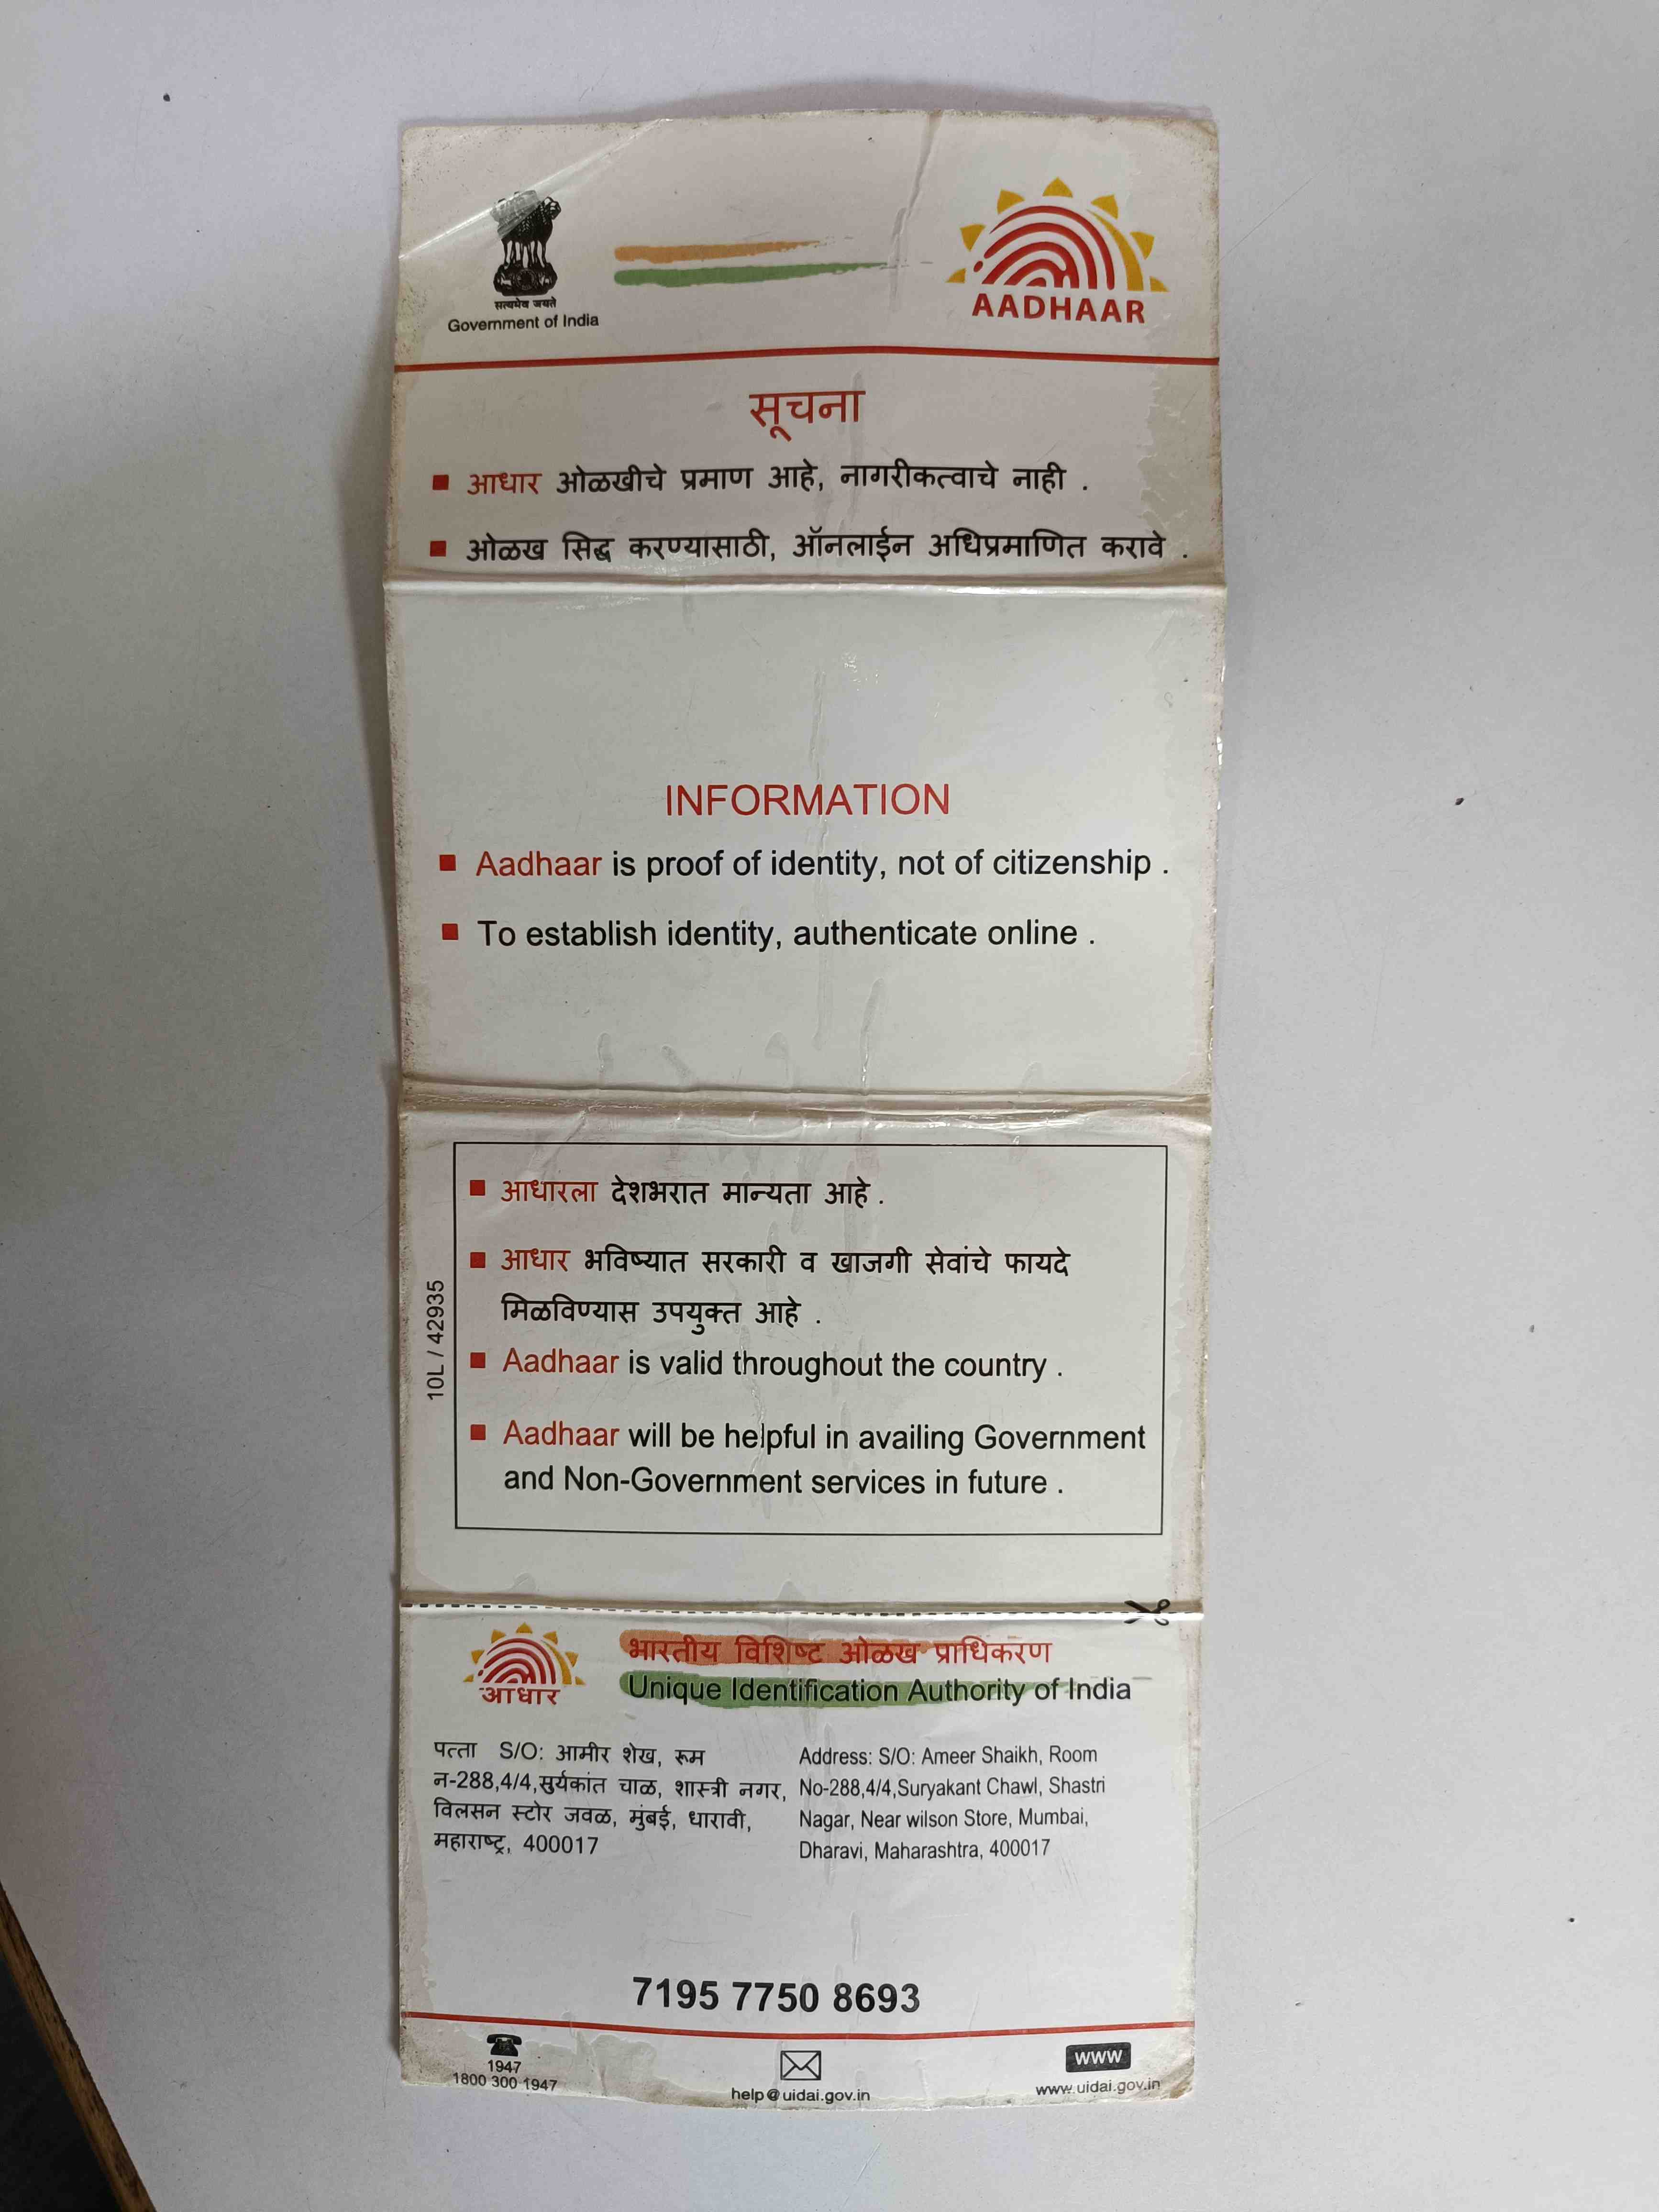 सत्यमेव जयते
Government of India
AADHAAR
सूचना
■ आधार ओळखीचे प्रमाण आहे, नागरीकत्वाचे नाही .
■ ओळख सिद्ध करण्यासाठी, ऑनलाईन अधिप्रमाणित करावे .
INFORMATION
■ Aadhaar is proof of identity, not of citizenship .
■ To establish identity, authenticate online .
10L / 42935
■ आधारला देशभरात मान्यता आहे .
■ आधार भविष्यात सरकारी व खाजगी सेवांचे फायदे
मिळविण्यास उपयुक्त आहे .
■ Aadhaar is valid throughout the country .
■ Aadhaar will be helpful in availing Government
and Non-Government services in future .
आधार
भारतीय विशिष्ट ओळख प्राधिकरण
Unique Identification Authority of India
पत्ता S/O: आमीर शेख, रूम
न-288,4/4,सुर्यकांत चाळ, शास्त्री नगर,
विलसन स्टोर जवळ, मुंबई, धारावी,
महाराष्ट्र, 400017
Address: S/O: Ameer Shaikh, Room
No-288,4/4,Suryakant Chawl, Shastri
Nagar, Near wilson Store, Mumbai,
Dharavi, Maharashtra, 400017
7195 7750 8693
1947
1800 300 1947
help@uidai.gov.in
www
www.uidai.gov.in